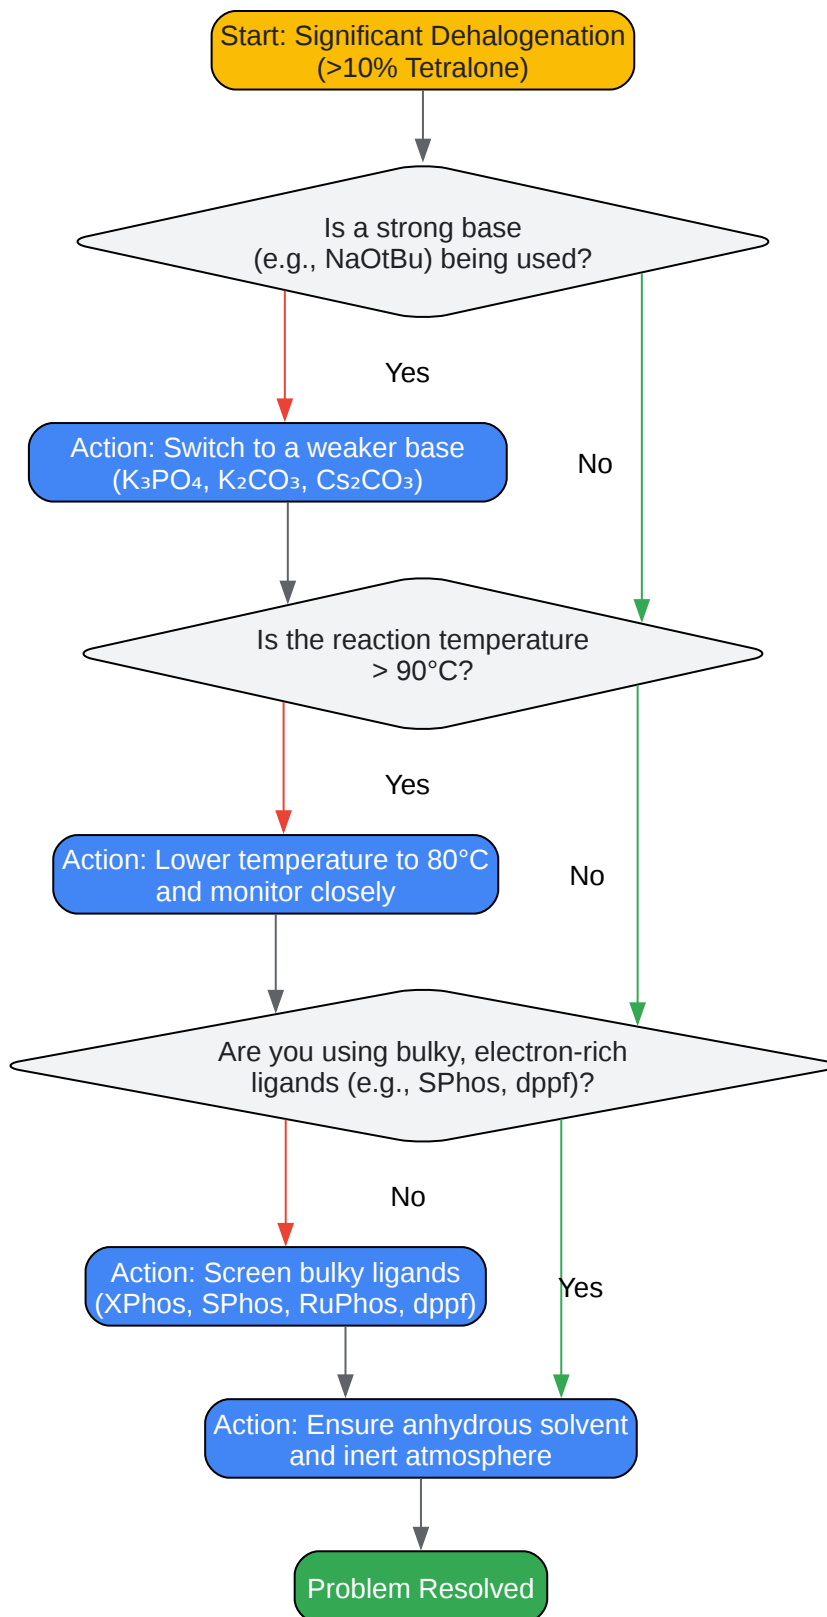 Start: Significant Dehalogenation
(>10% Tetralone)
Is a strong base
(e.g., NaOtBu) being used?
Yes
Action: Switch to a weaker base
(K₃PO₄, K₂CO₃, Cs₂CO₃)
No
Is the reaction temperature
> 90°C?
Yes
Action: Lower temperature to 80°C
and monitor closely
No
Are you using bulky, electron-rich
ligands (e.g., SPhos, dppf)?
No
Action: Screen bulky ligands
(XPhos, SPhos, RuPhos, dppf)
Yes
Action: Ensure anhydrous solvent
and inert atmosphere
Problem Resolved